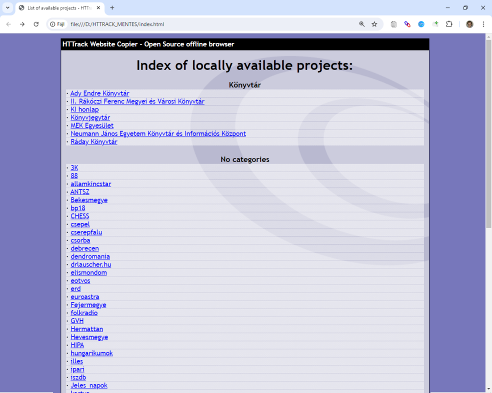 List of available projects - HTT
Fájl
file:///D:/HTTRACK_MENTES/index.html
HTTrack Website Copier - Open Source offline browser
Index of locally available projects:
Könyvtár
· Ady Endre Könyvtár
· II. Rákóczi Ferenc Megyei és Városi Könyvtár
· KI honlap
· Könyvjegytár
· MEK Egyesület
· Neumann János Egyetem Könyvtár és Információs Központ
· Ráday Könyvtár
No categories
· 3K
· 88
· allamkincstar
· ANTSZ
· Bekesmegye
· bp18
· CHESS
· csepel
· cserepfalu
· csorba
· debrecen
· dendromania
· drlauscher.hu
· elismondom
· eotvos
· erd
· euroastra
· Fejermegye
· folkradio
· GVH
· Hermattan
· Hevesmegye
· HIPA
· hungarikumok
· illes
· ipari
· iszdb
· Jeles_napok